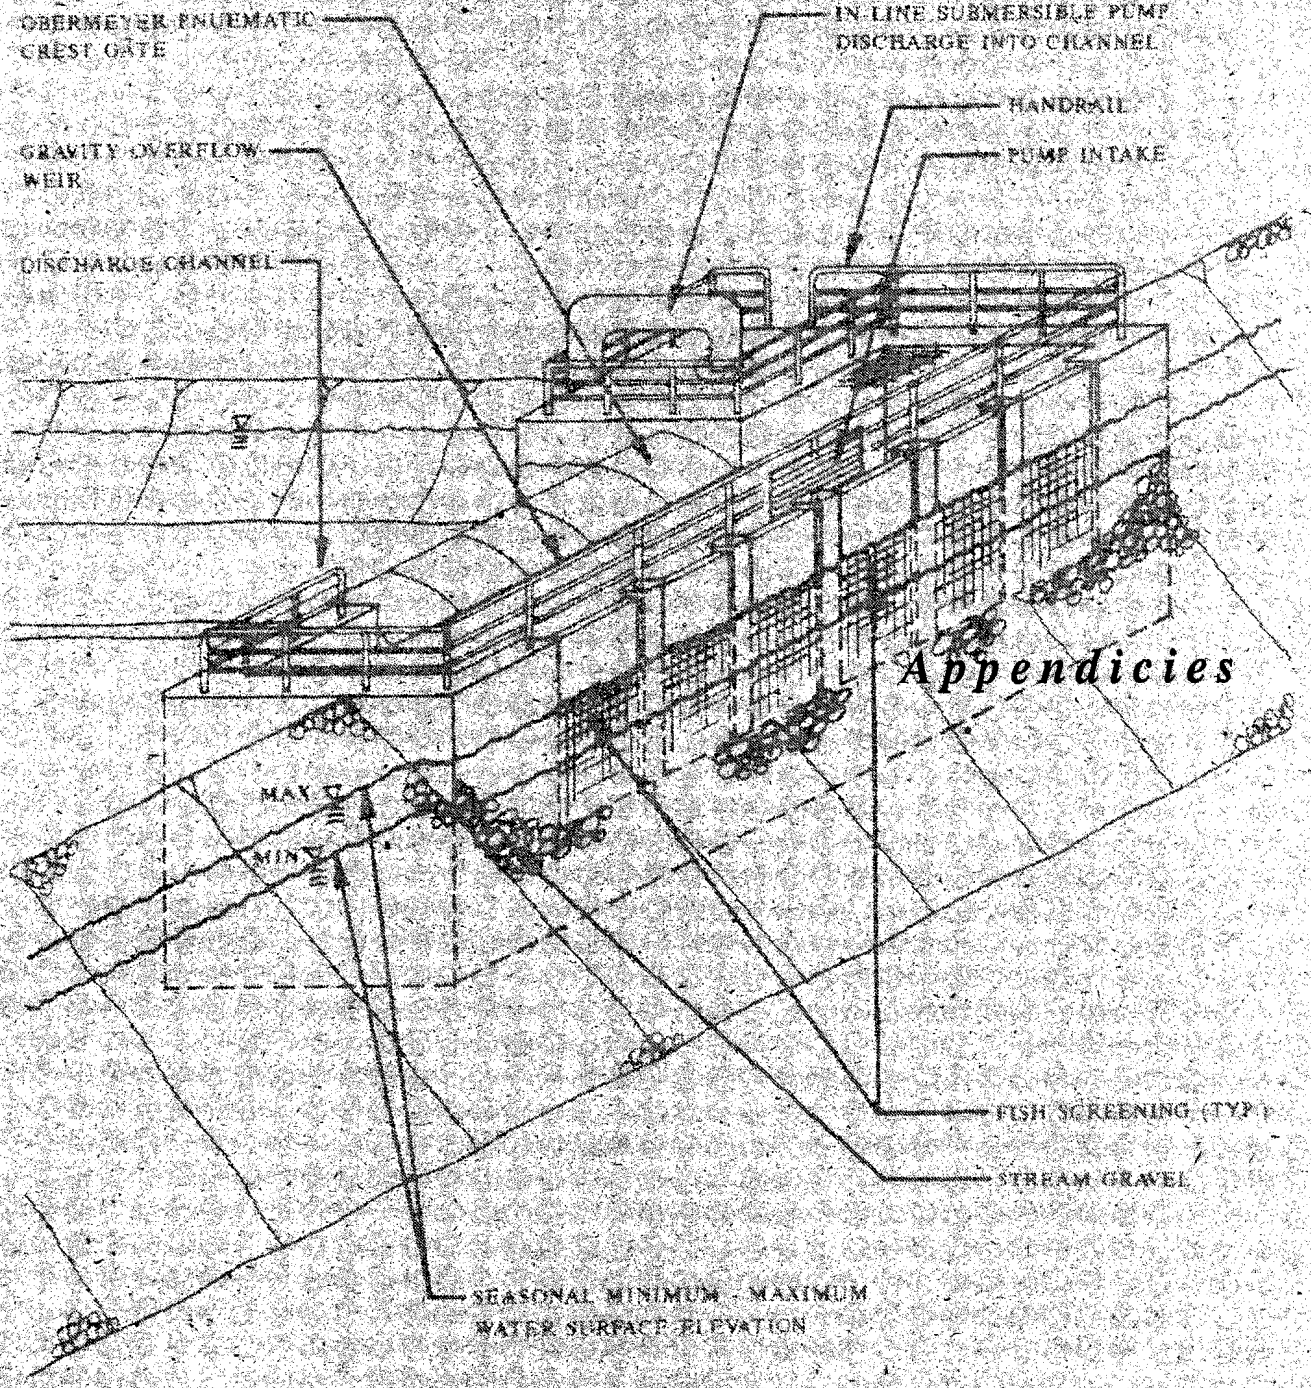 OBERMEYER PNUEMATIC
CREST GATE
IN-LINE SUBMERSIBLE PUMP
DISCHARGE INTO CHANNEL
HANDRAIL
GRAVITY OVERFLOW
WEIR
PUMP INTAKE
DISCHARGE CHANNEL
Appendicies
MAX
MIN
FISH SCREENING (TYP.)
STREAM GRAVEL
SEASONAL MINIMUM - MAXIMUM
WATER SURFACE ELEVATION